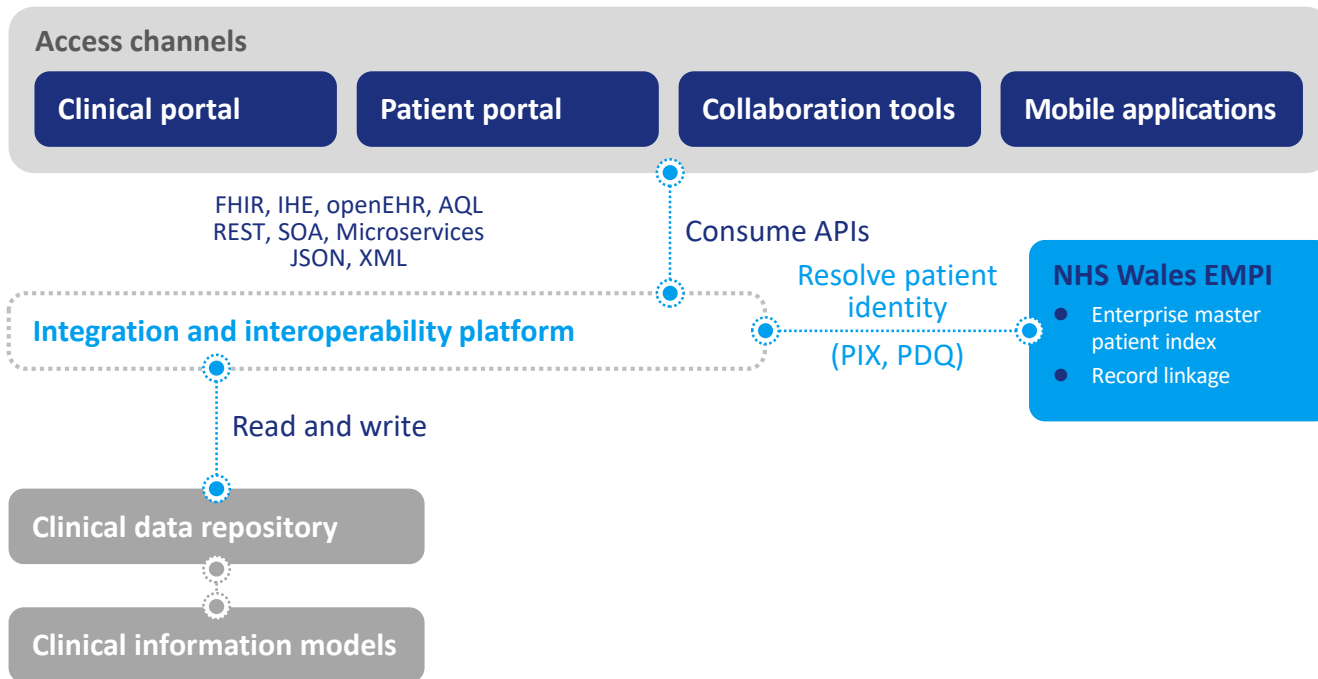 Access channels
Clinical portal
Patient portal
Collaboration tools
Mobile applications
FHIR, IHE, openEHR, AQL
REST, SOA, Microservices
JSON, XML
Consume APIs
Resolve patient
identity
(PIX, PDQ)
NHS Wales EMPI
Enterprise master
patient index
Record linkage
Integration and interoperability platform
Read and write
Clinical data repository
Clinical information models